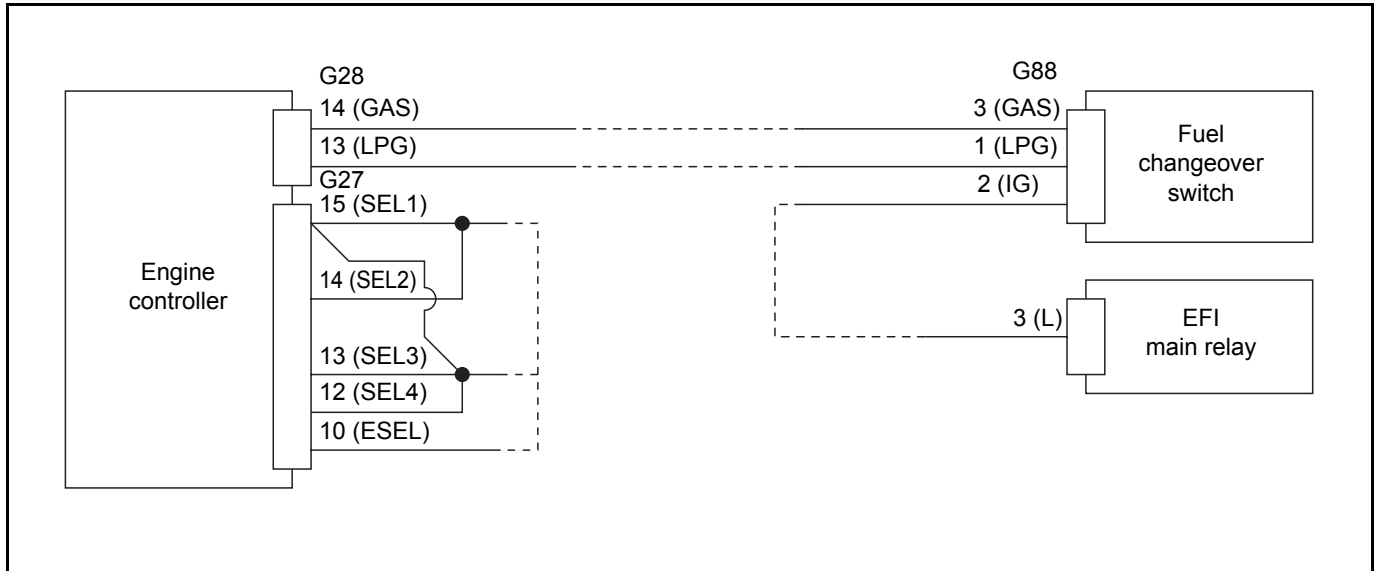 G28
14 (GAS)
13 (LPG)
G27
15 (SEL1)
14 (SEL2)
13 (SEL3)
12 (SEL4)
10 (ESEL)
Engine
controller
G88
3 (GAS)
1 (LPG)
2 (IG)
Fuel
changeover
switch
3 (L)
EFI
main relay